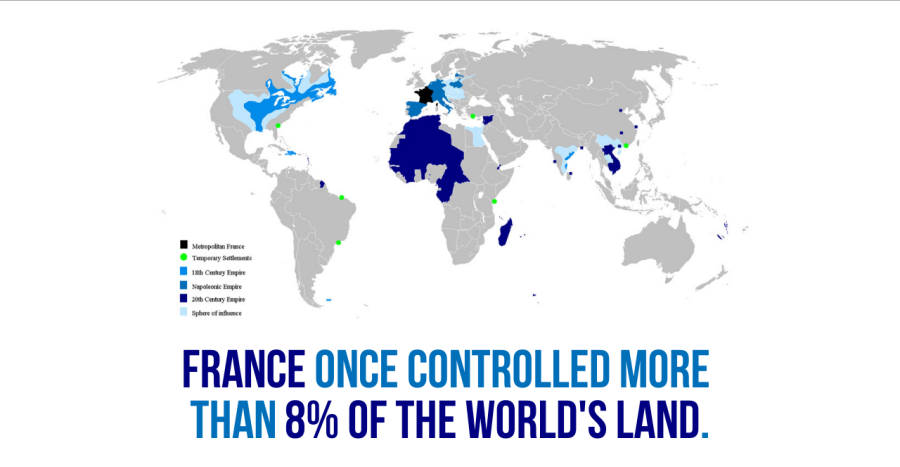 Metropolitan France
Temporary Settlements
18th Century Empire
Napoleonic Empire
20th Century Empire
Sphere of influence
FRANCE ONCE CONTROLLED MORE
THAN 8% OF THE WORLD'S LAND.